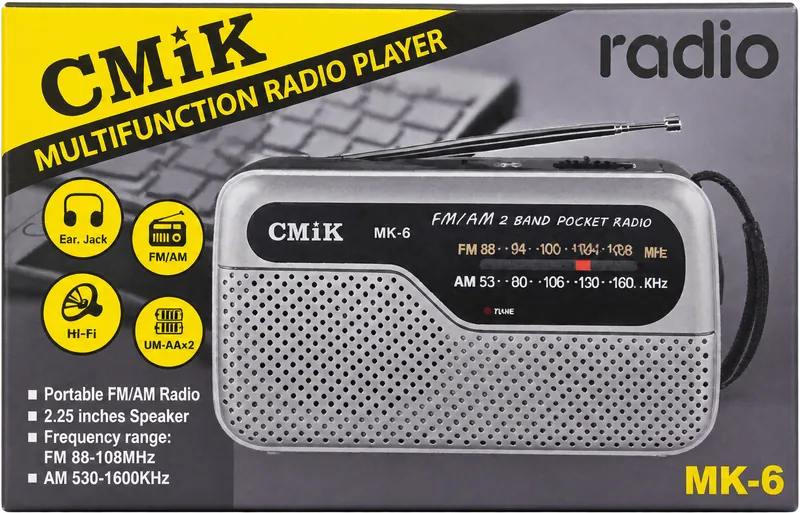 CMiK
MULTIFUNCTION RADIO PLAYER
radio
Ear. Jack
FM/AM
HI-Fi
UM-AAx2
CMiK MK-6
FM/AM 2 BAND POCKET RADIO
FM 88··94 ··100 ·· MHz
AM 53··80 ··106 ··130 ··160..KHz
TUNE
■ Portable FM/AM Radio
■ 2.25 inches Speaker
■ Frequency range:
FM 88-108MHz
■ AM 530-1600KHz
MK-6